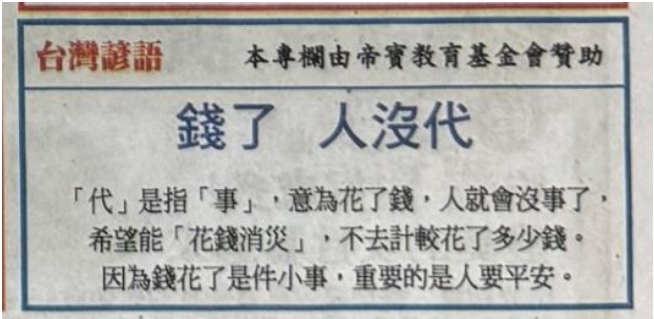 台灣諺語 本專欄由帝寶教育基金會贊助
錢了 人沒代
「代」是指「事」，意為花了錢，人就會沒事了，
希望能「花錢消災」，不去計較花了多少錢。
因為錢花了是件小事，重要的是人要平安。